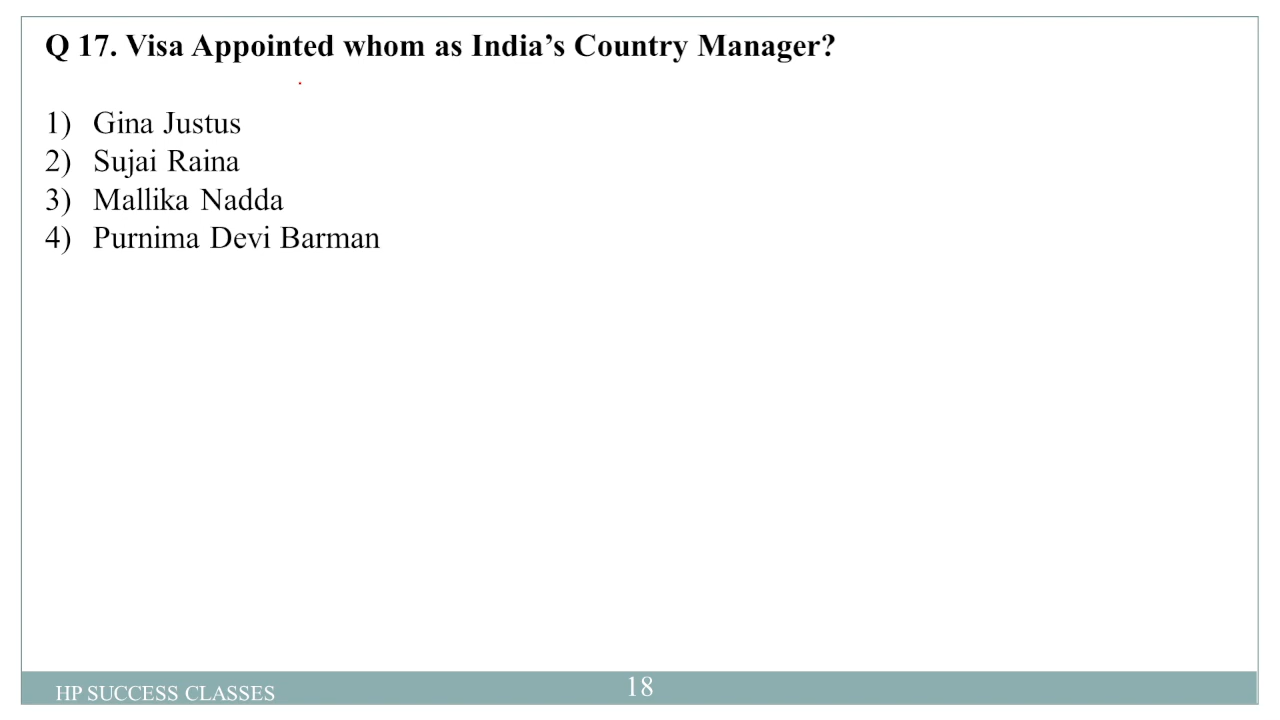 Q 17. Visa Appointed whom as India’s Country Manager?
1) Gina Justus
2) Sujai Raina
3) Mallika Nadda
4) Purnima Devi Barman
HP SUCCESS CLASSES
18